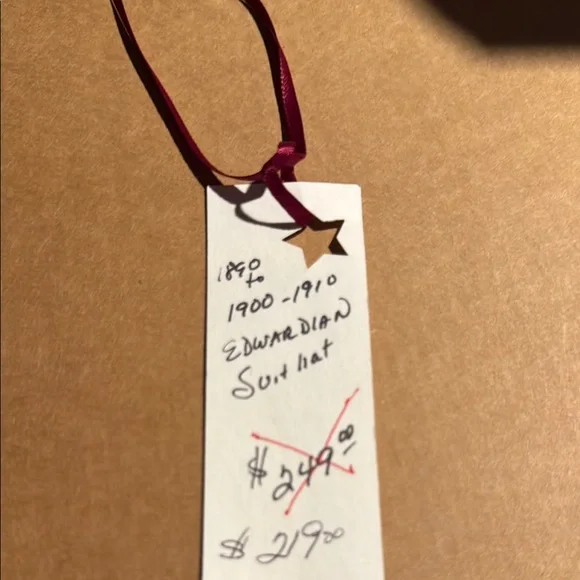 1890
to
1900-1910
EDWARDIAN
Suit hat
$249.00
$219.00